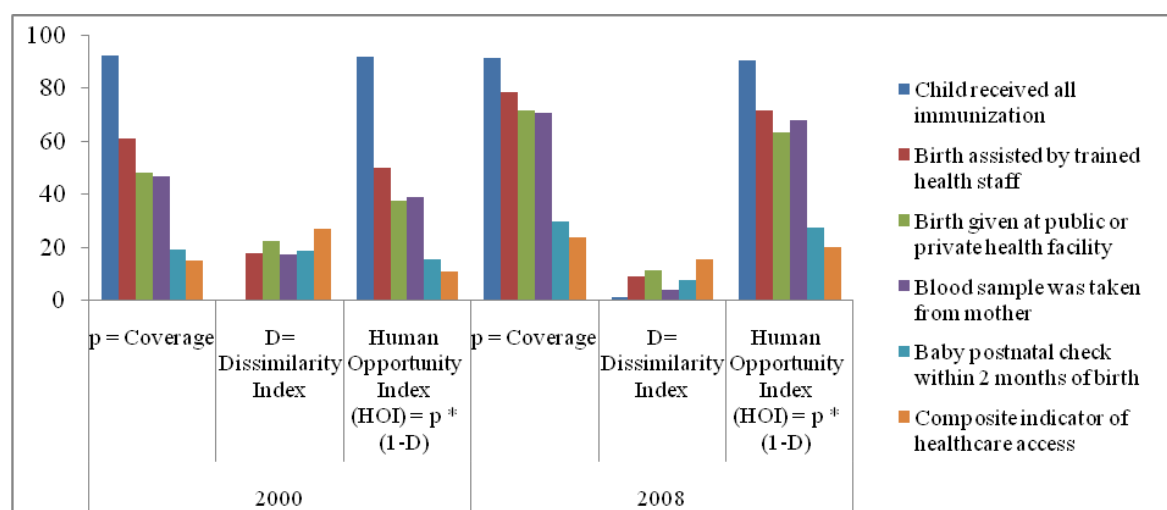 100
80
60
40
20
0
p = Coverage
D=
Dissimilarity
Index
Human
Opportunity
Index
(HOI) = p *
(1-D)
p = Coverage
D=
Dissimilarity
Index
Human
Opportunity
Index
(HOI) = p *
(1-D)
2000
2008
Child received all
immunization
Birth assisted by trained
health staff
Birth given at public or
private health facility
Blood sample was taken
from mother
Baby postnatal check
within 2 months of birth
Composite indicator of
healthcare access